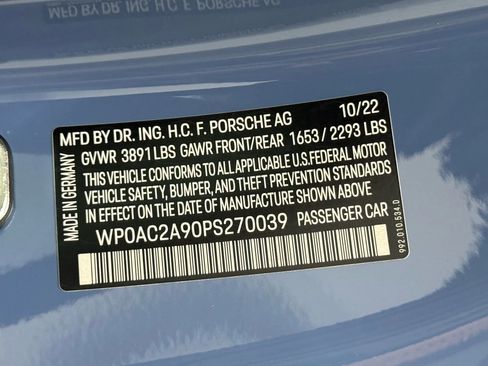 MFD BY DR. ING. H.C. F. PORSCHE AG 10/22
GVWR 3891 LBS GAWR FRONT/REAR 1653 / 2293 LBS
THIS VEHICLE CONFORMS TO ALL APPLICABLE U.S. FEDERAL MOTOR
VEHICLE SAFETY, BUMPER, AND THEFT PREVENTION STANDARDS IN
EFFECT ON THE DATE OF MANUFACTURE SHOWN ABOVE.
WP0AC2A90PS270039 PASSENGER CAR
MADE IN GERMANY
992.010.534.D